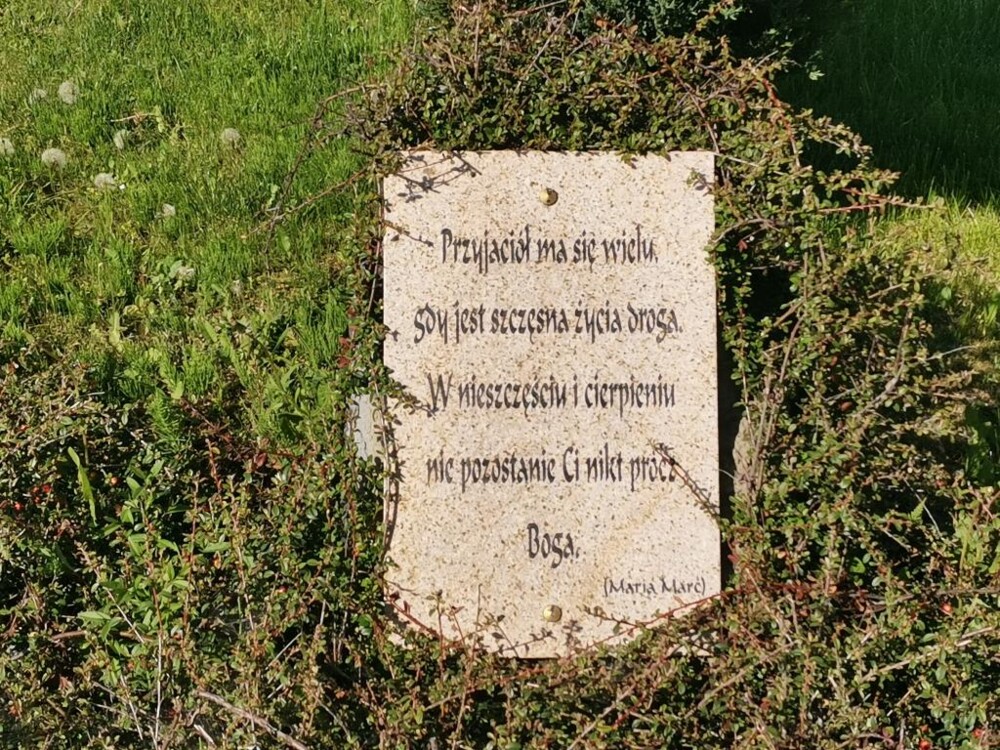 Przyjaciół ma się wielu,
gdy jest szczęsna życia droga.
W nieszczęściu i cierpieniu
nie pozostanie Ci nikt prócz
Boga.
(Maria Marć)